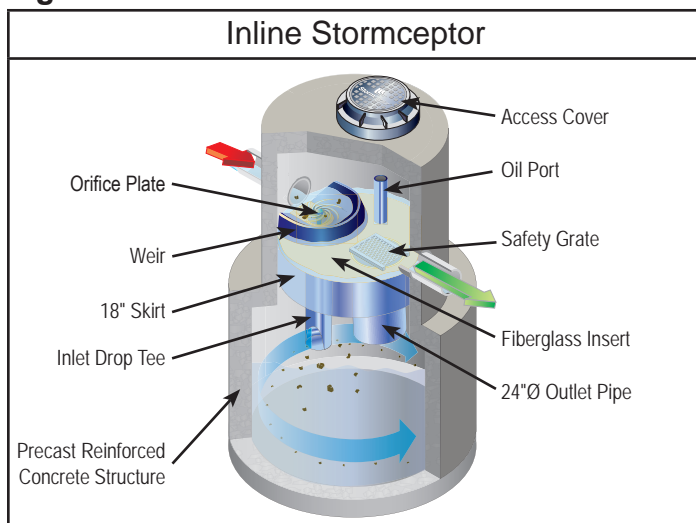 Inline Stormceptor
Access Cover
Oil Port
Orifice Plate
Safety Grate
Weir
18" Skirt
Fiberglass Insert
Inlet Drop Tee
24"Ø Outlet Pipe
Precast Reinforced
Concrete Structure